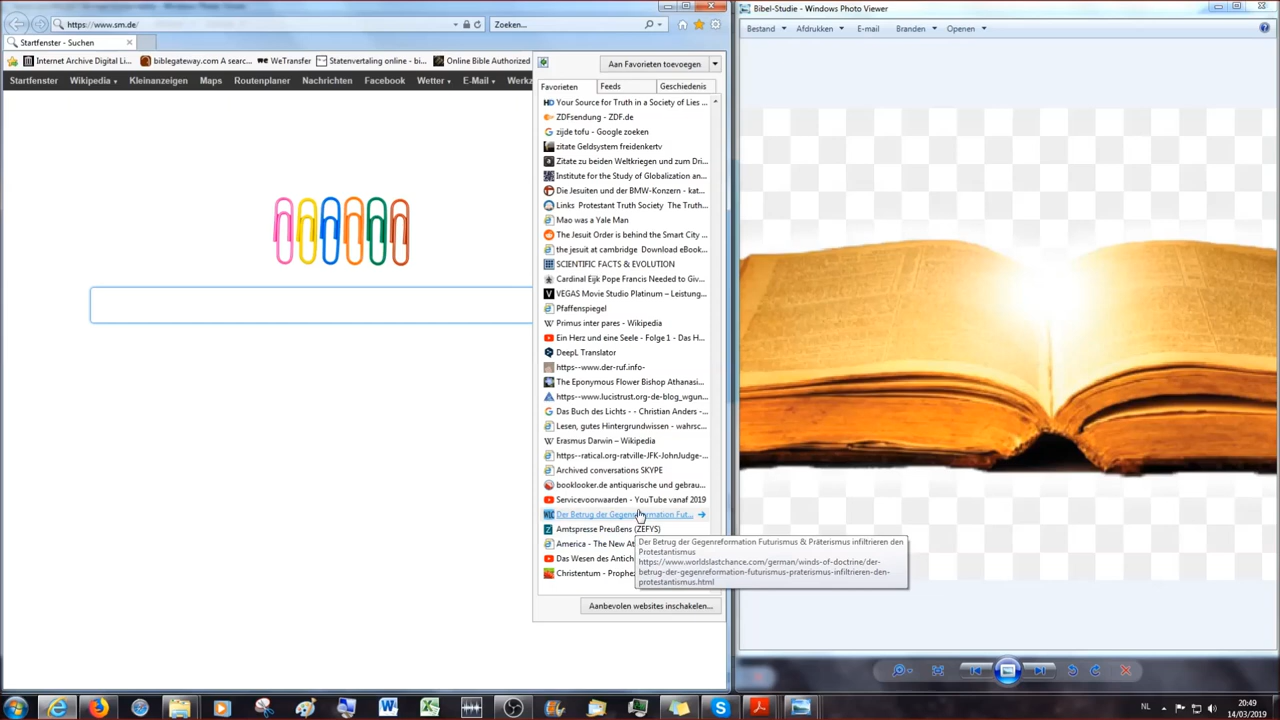 https://www.sm.de/
Zoeken...
Startfenster - Suchen
Internet Archive Digital Li...
biblegateway.com A searc...
WeTransfer
Statenvertaling online - bi...
Online Bible Authorized
Startfenster
Wikipedia
Kleinanzeigen
Maps
Routenplaner
Nachrichten
Facebook
Wetter
E-Mail
Werkz
Aan Favorieten toevoegen
Favorieten
Feeds
Geschiedenis
Your Source for Truth in a Society of Lies ...
ZDFsendung - ZDF.de
zijde tofu - Google zoeken
zitate Geldsystem freidenkertv
Zitate zu beiden Weltkriegen und zum Dri...
Institute for the Study of Globalization an...
Die Jesuiten und der BMW-Konzern - kat...
Links Protestant Truth Society The Truth...
Mao was a Yale Man
The Jesuit Order is behind the Smart City ...
the jesuit at cambridge Download eBook...
SCIENTIFIC FACTS & EVOLUTION
Cardinal Eijk Pope Francis Needed to Giv...
VEGAS Movie Studio Platinum – Leistung...
Pfaffenspiegel
Primus inter pares - Wikipedia
Ein Herz und eine Seele - Folge 1 - Das H...
DeepL Translator
https--www.der-ruf.info-
The Eponymous Flower Bishop Athanasi...
https--www.lucistrust.org-de-blog_wgun...
Das Buch des Lichts - - Christian Anders -...
Lesen, gutes Hintergrundwissen - wahrsc...
Erasmus Darwin – Wikipedia
https--ratical.org-ratville-JFK-JohnJudge-...
Archived conversations SKYPE
booklooker.de antiquarische und gebrau...
Servicevoorwaarden - YouTube vanaf 2019
Der Betrug der Gegenreformation Fut...
Amtspresse Preußens (ZEFYS)
America - The New At
Das Wesen des Antich
Christentum - Prophe
Der Betrug der Gegenreformation Futurismus & Präterismus infiltrieren den
Protestantismus
https://www.worldslastchance.com/german/winds-of-doctrine/der-
betrug-der-gegenreformation-futurismus-praterismus-infiltrieren-den-
protestantismus.html
Aanbevolen websites inschakelen...
Bibel-Studie - Windows Photo Viewer
Bestand
Afdrukken
E-mail
Branden
Openen
NL
20:49
14/03/2019